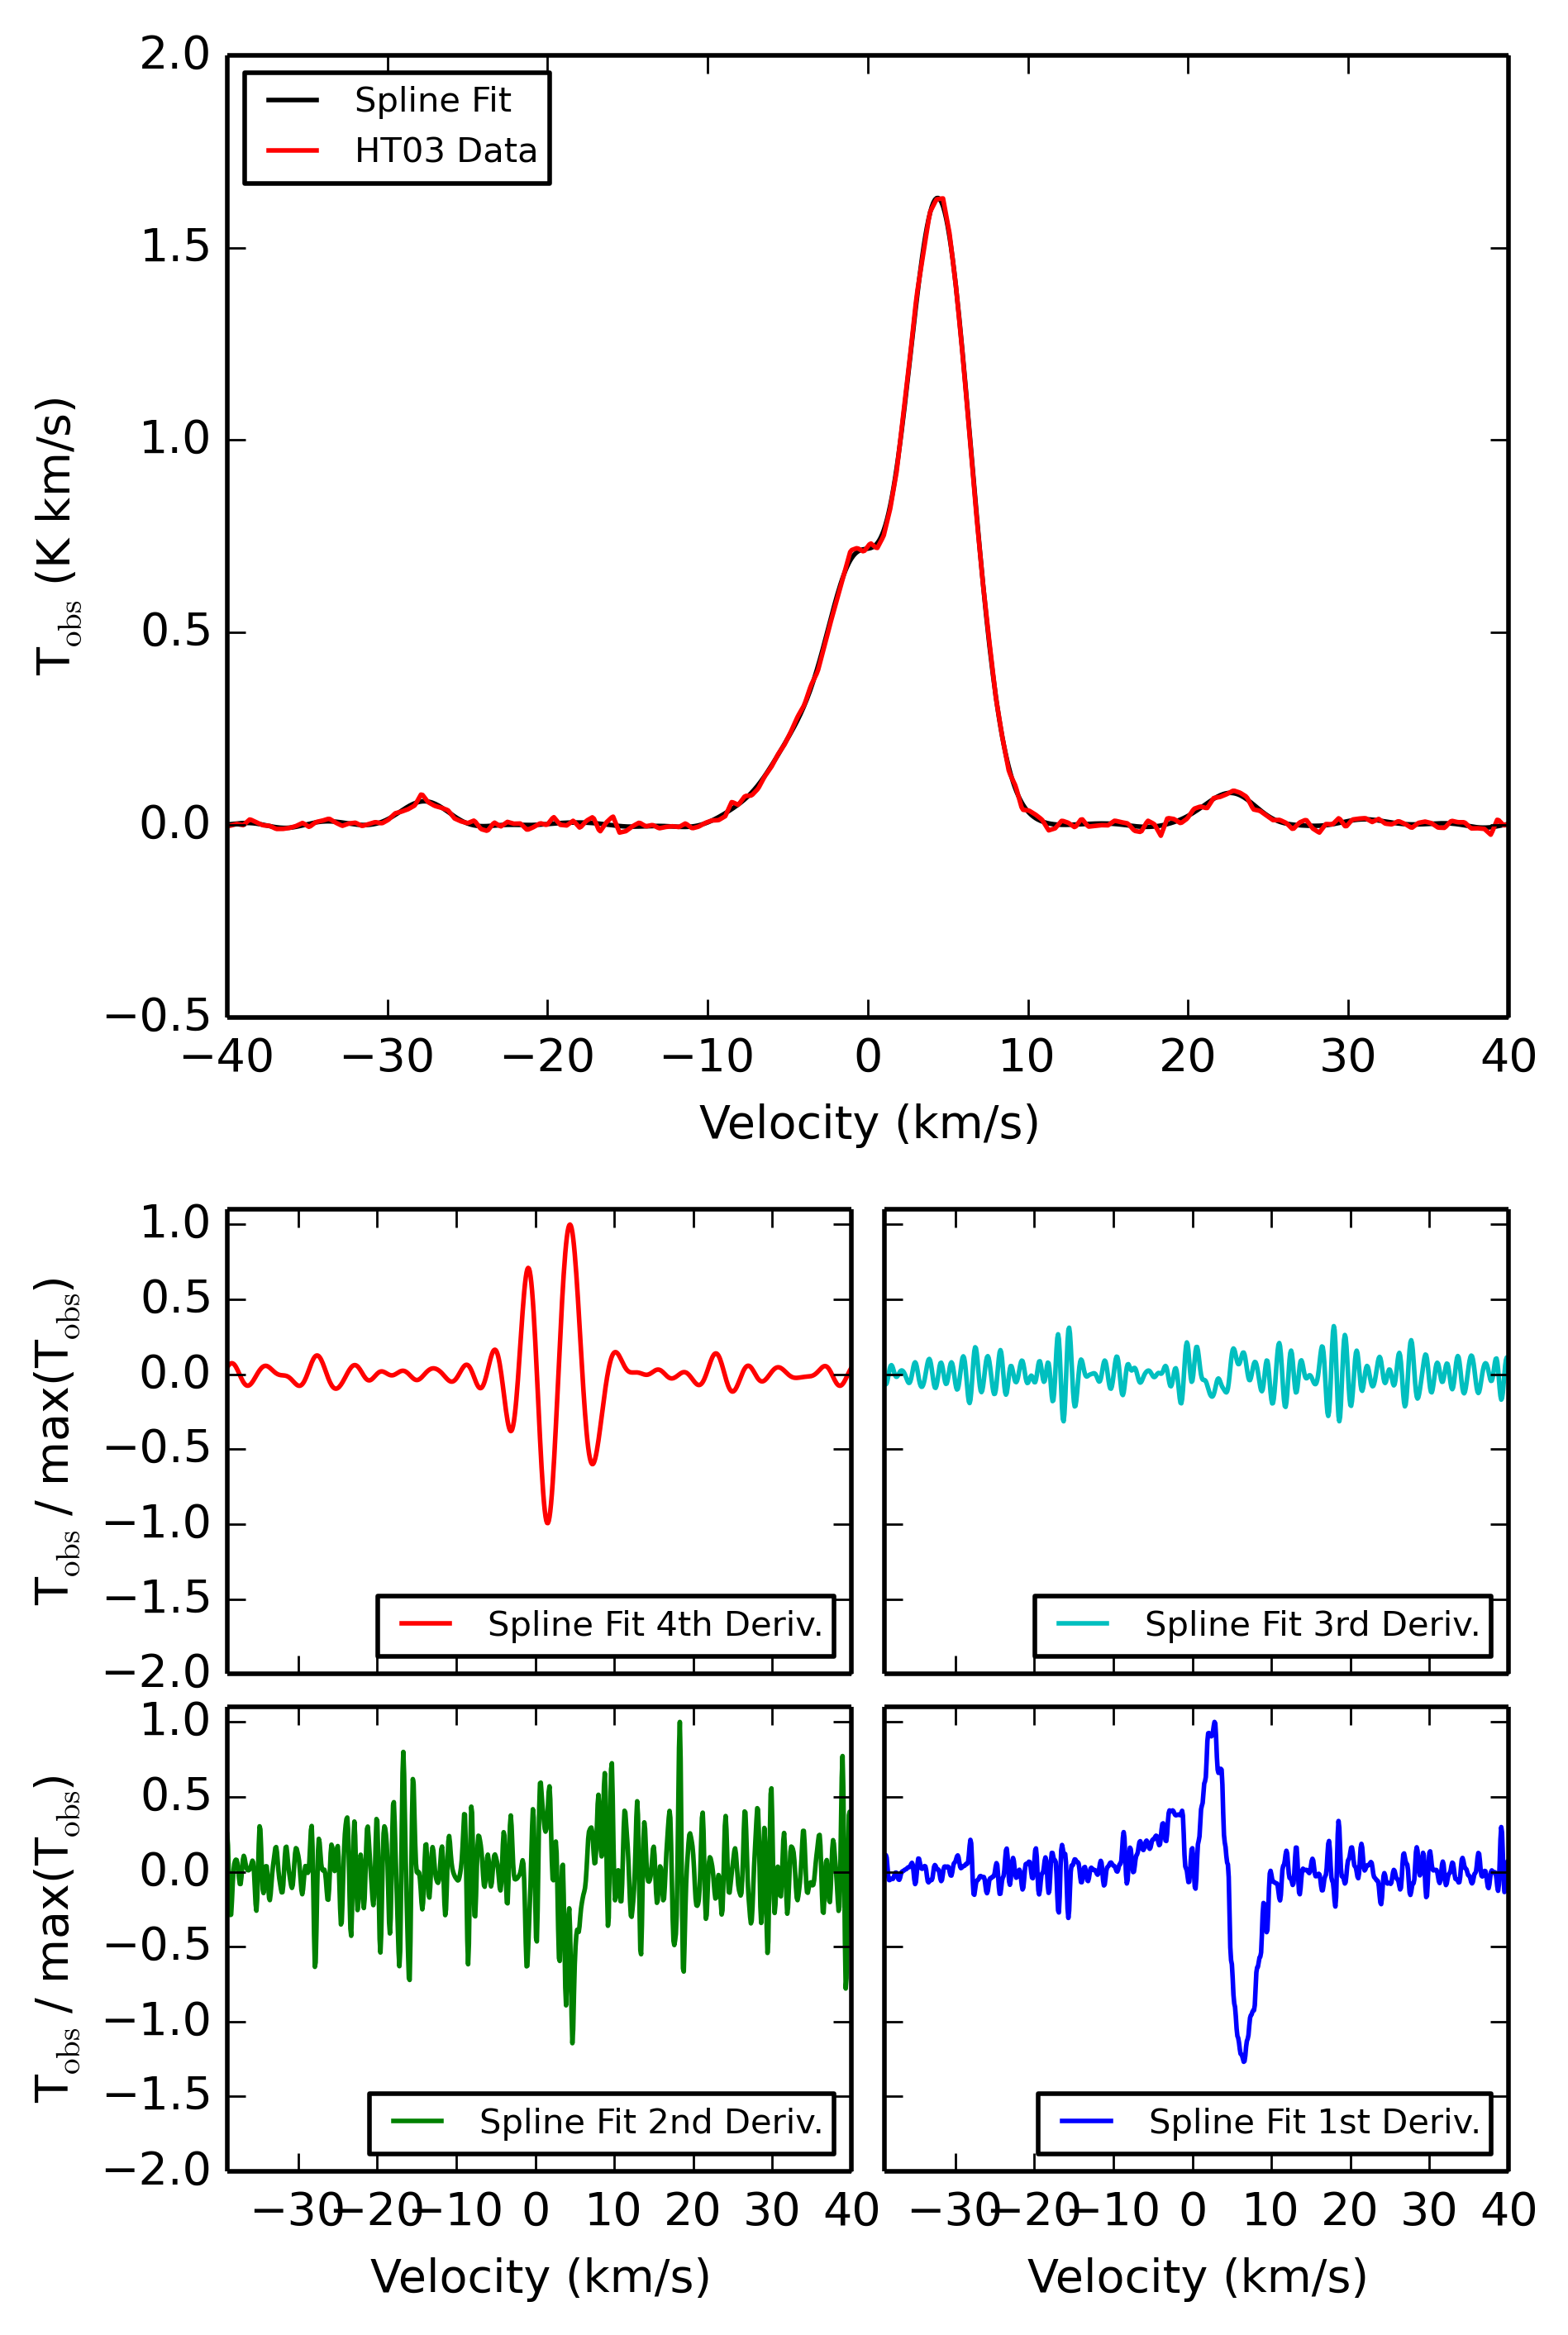 2.0
Spline Fit
HT03 Data
1.5
1.0
0.5
0.0
−0.5
T_obs (K km/s)
−40 −30 −20 −10 0 10 20 30 40
Velocity (km/s)
1.0
0.5
0.0
−0.5
−1.0
−1.5
−2.0
T_obs / max(T_obs)
Spline Fit 4th Deriv.
Spline Fit 3rd Deriv.
1.0
0.5
0.0
−0.5
−1.0
−1.5
−2.0
T_obs / max(T_obs)
Spline Fit 2nd Deriv.
Spline Fit 1st Deriv.
−30 −20 −10 0 10 20 30 40
−30 −20 −10 0 10 20 30 40
Velocity (km/s)
Velocity (km/s)